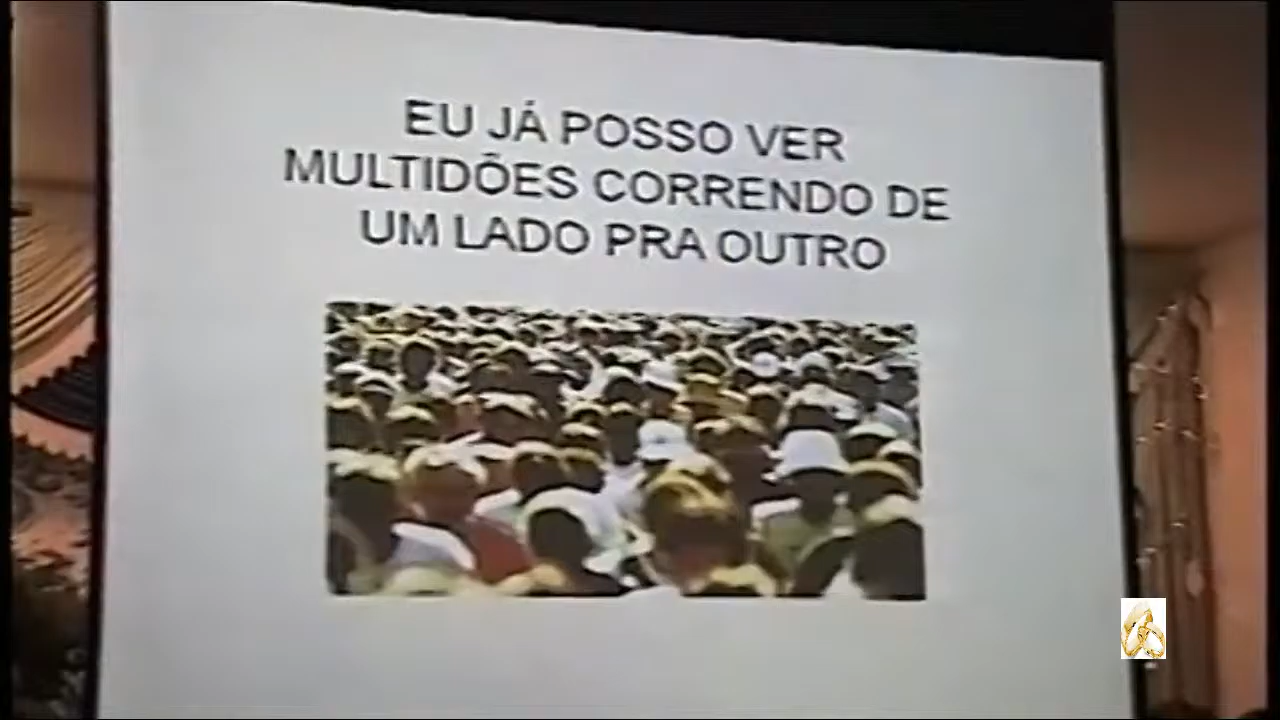 EU JÁ POSSO VER
MULTIDÕES CORRENDO DE
UM LADO PRA OUTRO